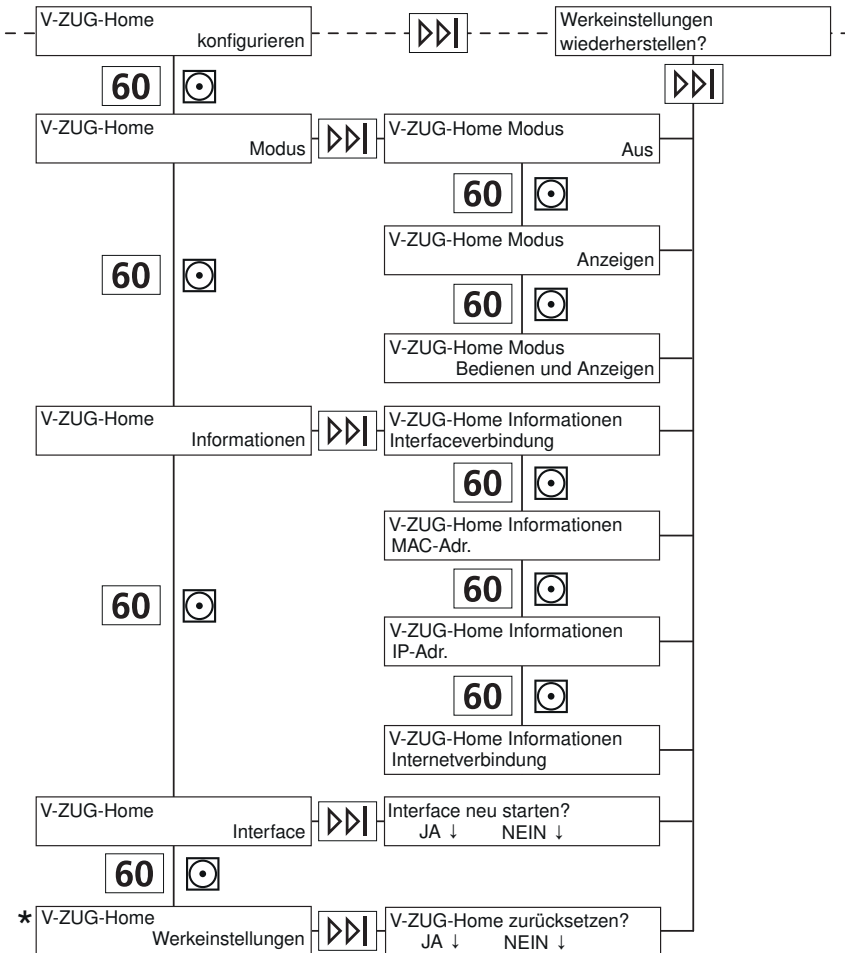 V-ZUG-Home
konfigurieren
Werkeinstellungen
wiederherstellen?
60
V-ZUG-Home
Modus
V-ZUG-Home Modus
Aus
60
V-ZUG-Home Modus
Anzeigen
60
60
V-ZUG-Home Modus
Bedienen und Anzeigen
V-ZUG-Home
Informationen
V-ZUG-Home Informationen
Interfaceverbindung
60
V-ZUG-Home Informationen
MAC-Adr.
60
60
V-ZUG-Home Informationen
IP-Adr.
60
V-ZUG-Home Informationen
Internetverbindung
V-ZUG-Home
Interface
Interface neu starten?
JA ↓ NEIN ↓
60
* V-ZUG-Home
Werkeinstellungen
V-ZUG-Home zurücksetzen?
JA ↓ NEIN ↓